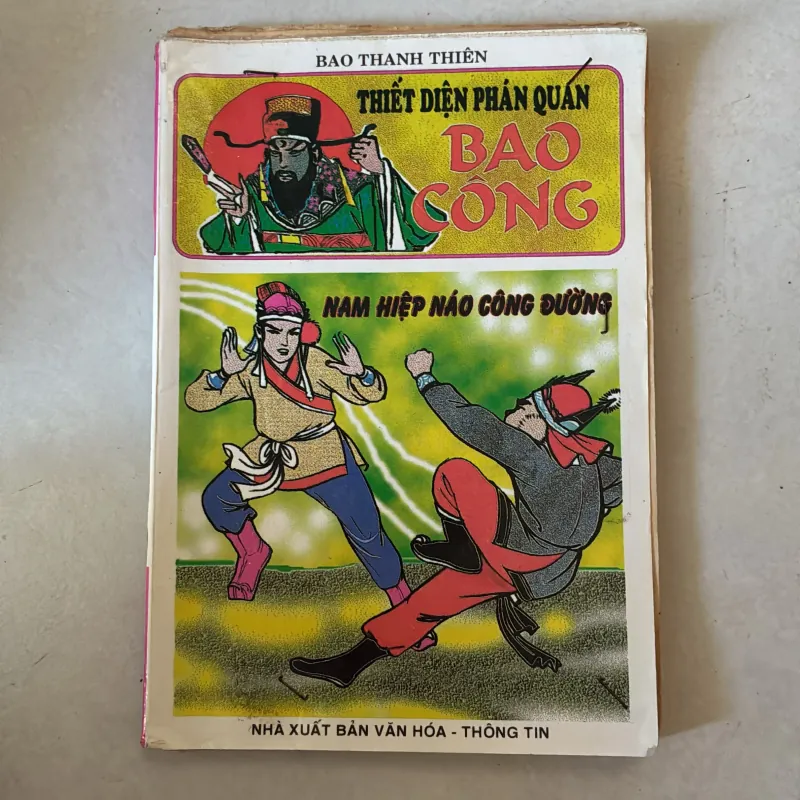 BAO THANH THIÊN
THIẾT DIỆN PHÁN QUÁN
BAO
CÔNG
NAM HIỆP NÁO CÔNG ĐƯỜNG
NHÀ XUẤT BẢN VĂN HÓA - THÔNG TIN